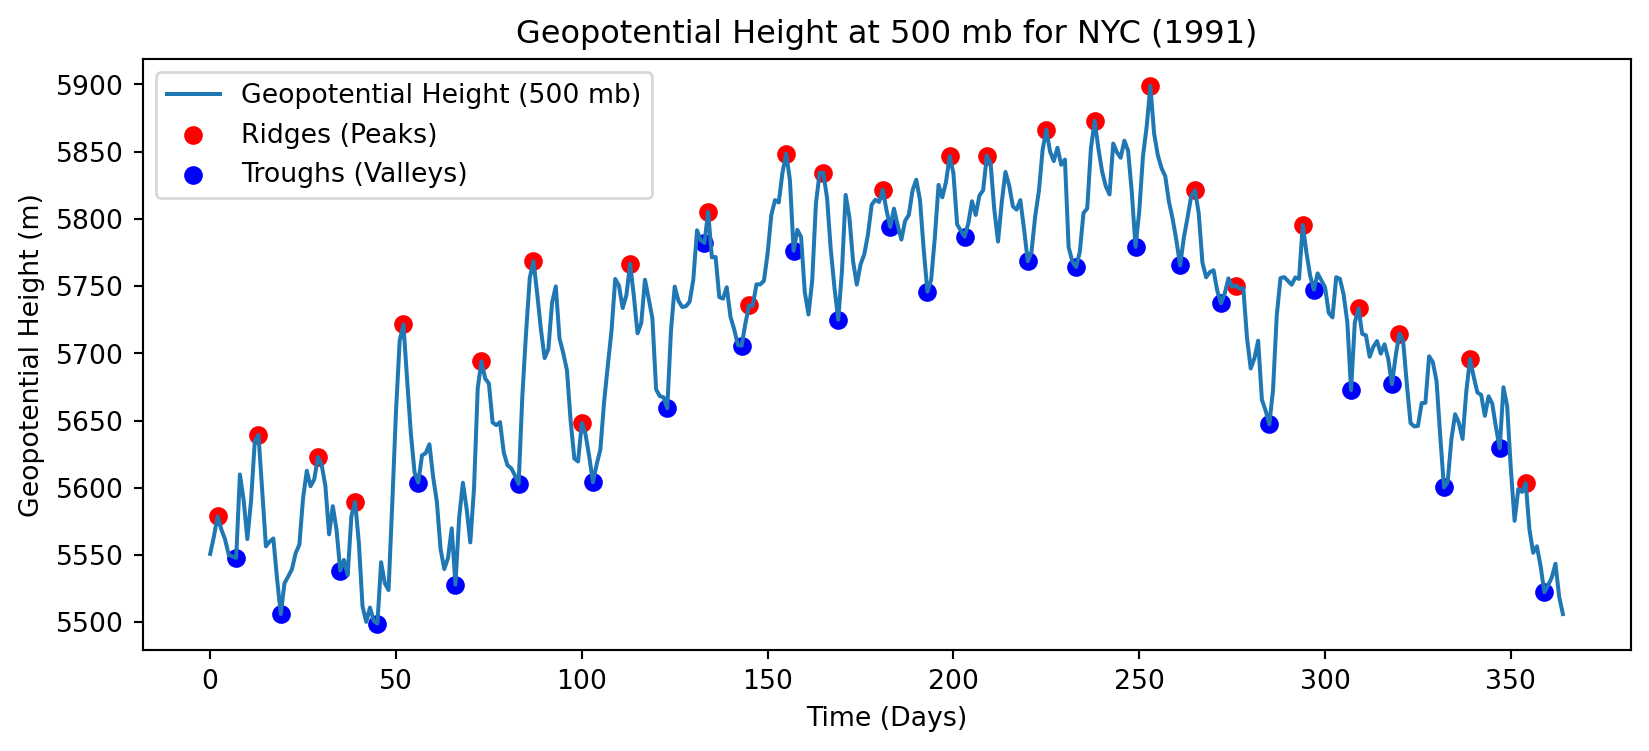 Geopotential Height at 500 mb for NYC (1991)
Geopotential Height (500 mb)
Ridges (Peaks)
Troughs (Valleys)
Geopotential Height (m)
5900
5850
5800
5750
5700
5650
5600
5550
5500
0 50 100 150 200 250 300 350
Time (Days)